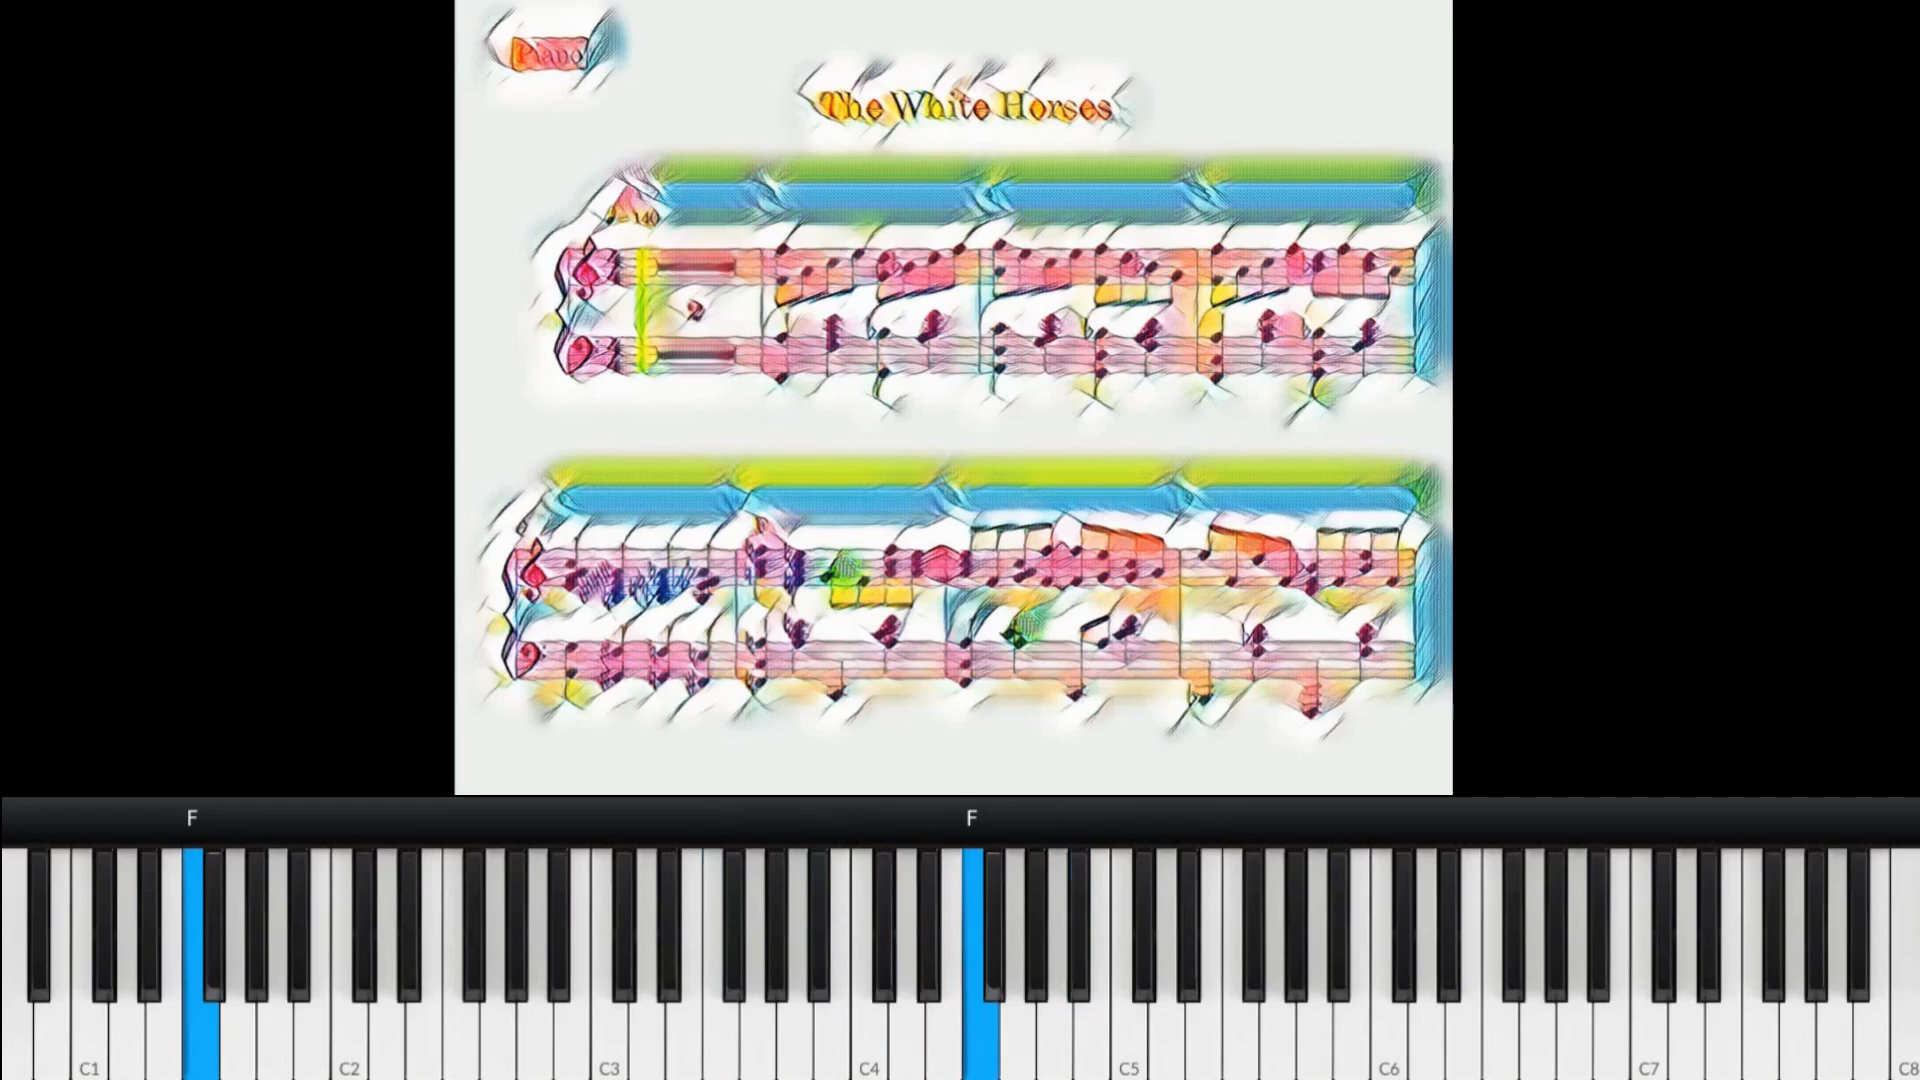 Piano
The White Horses
= 140
F F
C1 C2 C3 C4 C5 C6 C7 C8